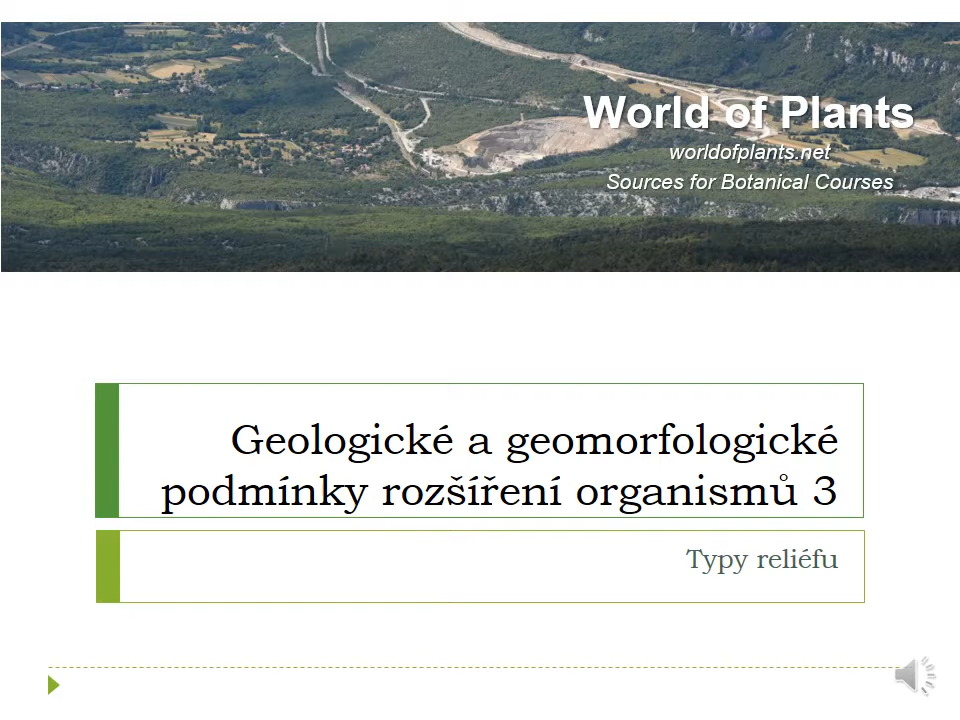 World of Plants
worldofplants.net
Sources for Botanical Courses
Geologické a geomorfologické
podmínky rozšíření organismů 3
Typy reliéfu